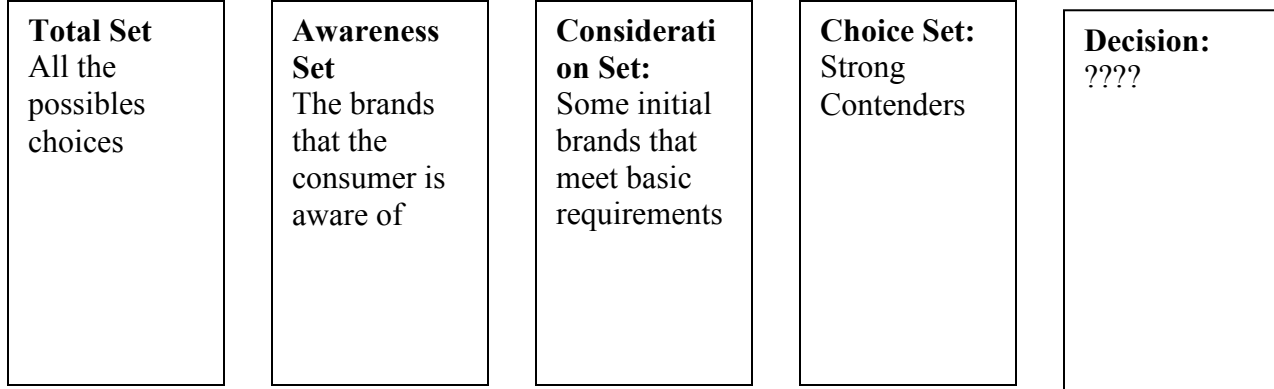 Total Set
All the
possibles
choices
Awareness
Set
The brands
that the
consumer is
aware of
Considerati
on Set:
Some initial
brands that
meet basic
requirements
Choice Set:
Strong
Contenders
Decision:
????